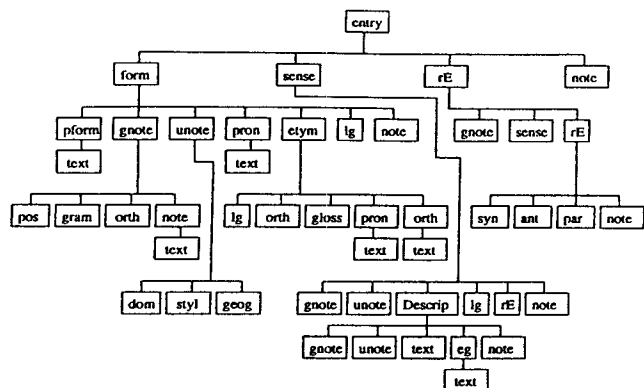 entry
form sense rE note
pform gnote unote pron etym lg note gnote sense rE
text text
pos gram orth note lg orth gloss pron orth syn ant par note
text text text
dom styl geog gnote unote Descrip lg rE note
gnote unote text eg note
text